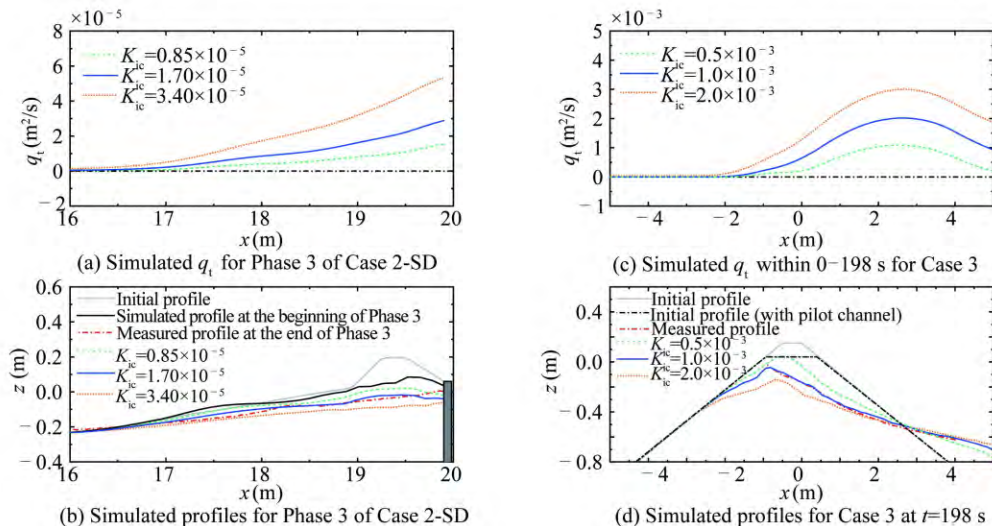 ×10⁻⁵
K_ic=0.85×10⁻⁵
K_ic=1.70×10⁻⁵
K_ic=3.40×10⁻⁵
q_t (m²/s)
6
4
2
0
−2
16 17 18 19 20
x (m)
(a) Simulated q_t for Phase 3 of Case 2-SD
×10⁻³
K_ic=0.5×10⁻³
K_ic=1.0×10⁻³
K_ic=2.0×10⁻³
q_t (m²/s)
5
4
3
2
1
0
−1
−4 −2 0 2 4
x (m)
(c) Simulated q_t within 0−198 s for Case 3
Initial profile
Simulated profile at the beginning of Phase 3
Measured profile at the end of Phase 3
K_ic=0.85×10⁻⁵
K_ic=1.70×10⁻⁵
K_ic=3.40×10⁻⁵
z (m)
0.6
0.4
0.2
0.0
−0.2
−0.4
16 17 18 19 20
x (m)
(b) Simulated profiles for Phase 3 of Case 2-SD
Initial profile
Initial profile (with pilot channel)
Measured profile
K_ic=0.5×10⁻³
K_ic=1.0×10⁻³
K_ic=2.0×10⁻³
z (m)
0.4
0.0
−0.4
−0.8
−4 −2 0 2 4
x (m)
(d) Simulated profiles for Case 3 at t=198 s